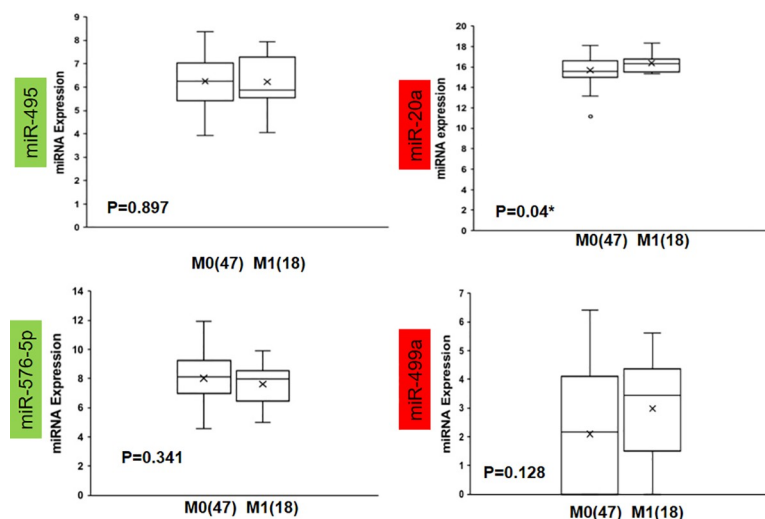 miR-495
miRNA Expression
9
8
7
6
5
4
3
2
1
0
P=0.897
M0(47) M1(18)
miR-20a
miRNA expression
20
18
16
14
12
10
8
6
4
2
0
P=0.04*
M0(47) M1(18)
miR-576-5p
miRNA Expression
14
12
10
8
6
4
2
0
P=0.341
M0(47) M1(18)
miR-499a
miRNA Expression
7
6
5
4
3
2
1
0
P=0.128
M0(47) M1(18)